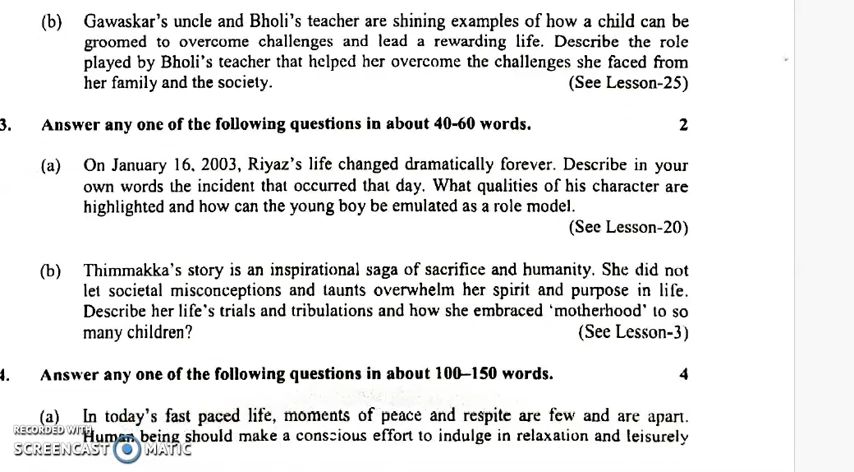 (b) Gawaskar's uncle and Bholi's teacher are shining examples of how a child can be
groomed to overcome challenges and lead a rewarding life. Describe the role
played by Bholi's teacher that helped her overcome the challenges she faced from
her family and the society. (See Lesson-25)
3. Answer any one of the following questions in about 40-60 words. 2
(a) On January 16, 2003, Riyaz's life changed dramatically forever. Describe in your
own words the incident that occurred that day. What qualities of his character are
highlighted and how can the young boy be emulated as a role model.
(See Lesson-20)
(b) Thimmakka's story is an inspirational saga of sacrifice and humanity. She did not
let societal misconceptions and taunts overwhelm her spirit and purpose in life.
Describe her life's trials and tribulations and how she embraced 'motherhood' to so
many children? (See Lesson-3)
4. Answer any one of the following questions in about 100–150 words. 4
(a) In today's fast paced life, moments of peace and respite are few and are apart.
Human being should make a conscious effort to indulge in relaxation and leisurely
RECORDED WITH
SCREENCAST MATIC